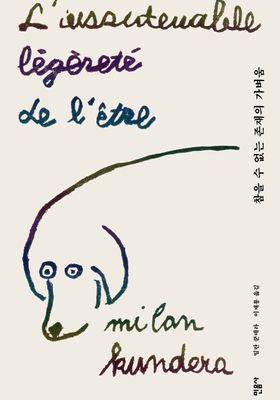 L'insoutenable
légèreté
de l'être
milan
kundera
참을 수 없는 존재의 가벼움
밀란 쿤데라 이재룡 옮김
민음사